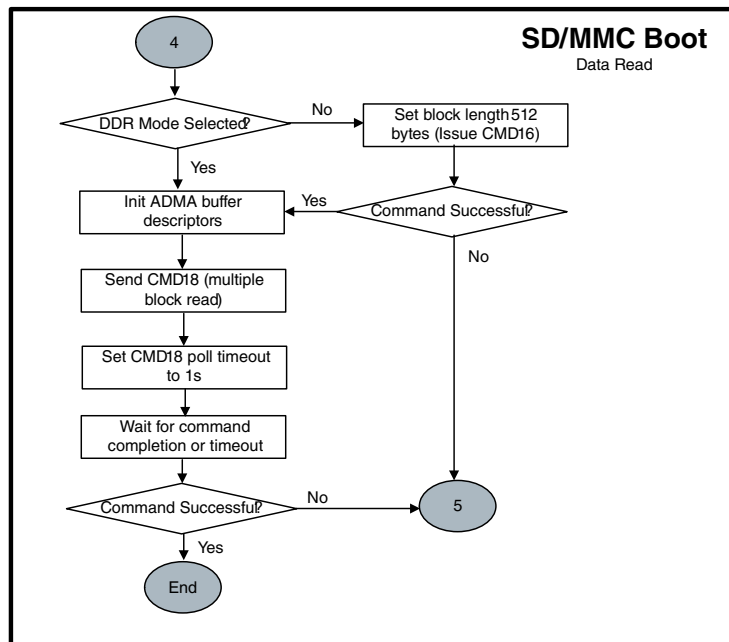 SD/MMC Boot
Data Read
4
DDR Mode Selected?
No
Set block length 512
bytes (Issue CMD16)
Yes
Init ADMA buffer
descriptors
Yes
Command Successful?
No
Send CMD18 (multiple
block read)
Set CMD18 poll timeout
to 1s
Wait for command
completion or timeout
Command Successful?
No
5
Yes
End